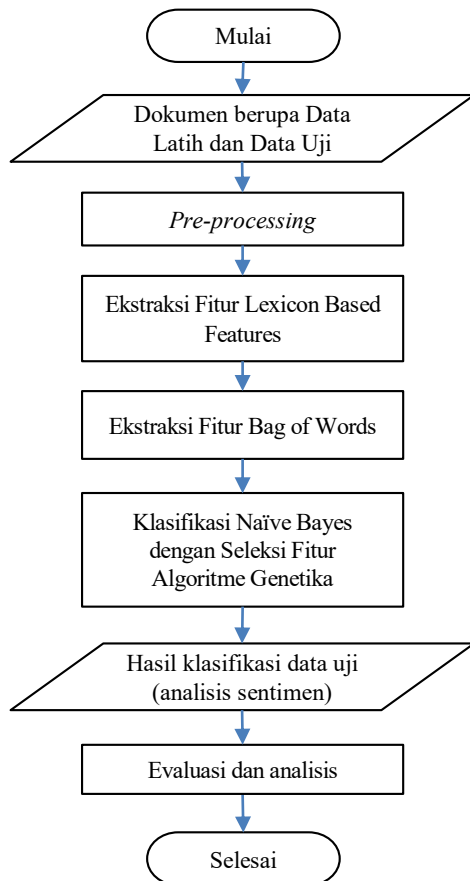 Mulai
Dokumen berupa Data
Latih dan Data Uji
Pre-processing
Ekstraksi Fitur Lexicon Based
Features
Ekstraksi Fitur Bag of Words
Klasifikasi Naïve Bayes
dengan Seleksi Fitur
Algoritme Genetika
Hasil klasifikasi data uji
(analisis sentimen)
Evaluasi dan analisis
Selesai